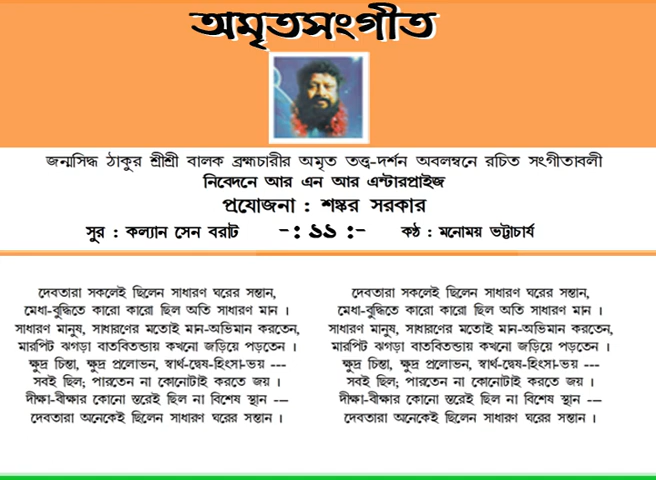 অমৃতসংগীত
জন্মসিদ্ধ ঠাকুর শ্রীশ্রী বালক ব্রহ্মচারীর অমৃত তত্ত্ব-দর্শন অবলম্বনে রচিত সংগীতাবলী
নিবেদনে আর এন আর এন্টারপ্রাইজ
প্রযোজনা : শঙ্কর সরকার
সুর : কল্যান সেন বরাট -: ১১ :- কণ্ঠ : মনোময় ভট্টাচার্য
দেবতারা সকলেই ছিলেন সাধারণ ঘরের সন্তান,
মেধা-বুদ্ধিতে কারো কারো ছিল অতি সাধারণ মান ।
সাধারণ মানুষ, সাধারণের মতোই মান-অভিমান করতেন,
মারপিট ঝগড়া বাতবিতন্ডায় কখনো জড়িয়ে পড়তেন ।
ক্ষুদ্র চিন্তা, ক্ষুদ্র প্রলোভন, স্বার্থ-দ্বেষ-হিংসা-ভয় ---
সবই ছিল; পারতেন না কোনোটাই করতে জয় ।
দীক্ষা-বীক্ষার কোনো স্তরেই ছিল না বিশেষ স্থান ---
দেবতারা অনেকেই ছিলেন সাধারণ ঘরের সন্তান ।
দেবতারা সকলেই ছিলেন সাধারণ ঘরের সন্তান,
মেধা-বুদ্ধিতে কারো কারো ছিল অতি সাধারণ মান ।
সাধারণ মানুষ, সাধারণের মতোই মান-অভিমান করতেন,
মারপিট ঝগড়া বাতবিতন্ডায় কখনো জড়িয়ে পড়তেন ।
ক্ষুদ্র চিন্তা, ক্ষুদ্র প্রলোভন, স্বার্থ-দ্বেষ-হিংসা-ভয় ---
সবই ছিল; পারতেন না কোনোটাই করতে জয় ।
দীক্ষা-বীক্ষার কোনো স্তরেই ছিল না বিশেষ স্থান ---
দেবতারা অনেকেই ছিলেন সাধারণ ঘরের সন্তান ।